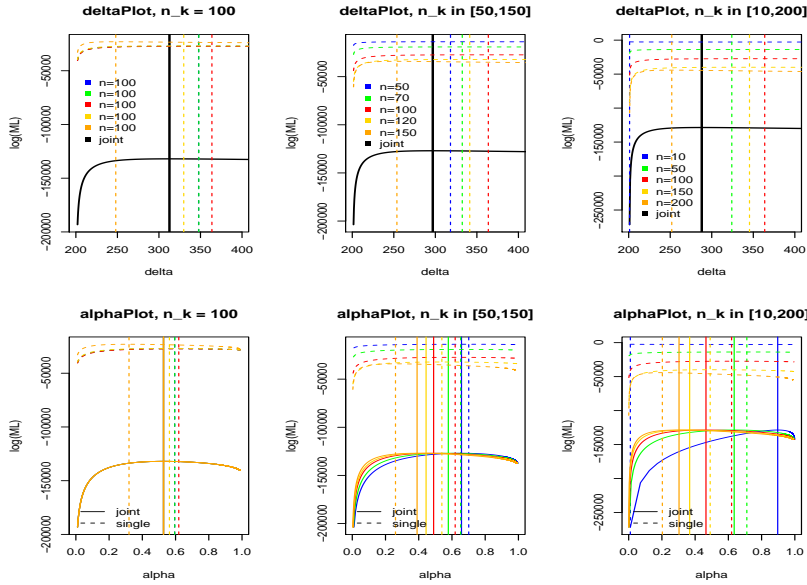 deltaPlot, n_k = 100
log(ML)
−50000
−100000
−150000
−200000
n=100
n=100
n=100
n=100
n=100
joint
200
250
300
350
400
delta
deltaPlot, n_k in [50,150]
log(ML)
−50000
−100000
−150000
−200000
n=50
n=70
n=100
n=120
n=150
joint
200
250
300
350
400
delta
deltaPlot, n_k in [10,200]
log(ML)
0
−50000
−150000
−250000
n=10
n=50
n=100
n=150
n=200
joint
200
250
300
350
400
delta
alphaPlot, n_k = 100
log(ML)
−50000
−100000
−150000
−200000
joint
single
0.0
0.2
0.4
0.6
0.8
1.0
alpha
alphaPlot, n_k in [50,150]
log(ML)
−50000
−100000
−150000
−200000
joint
single
0.0
0.2
0.4
0.6
0.8
1.0
alpha
alphaPlot, n_k in [10,200]
log(ML)
0
−50000
−150000
−250000
joint
single
0.0
0.2
0.4
0.6
0.8
1.0
alpha